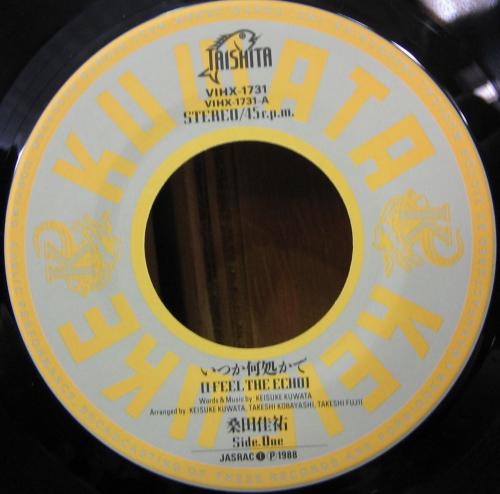 TAISHITA
VIHX-1731
VIHX-1731-A
STEREO/45r.p.m.
KUWATA
KEISUKE
いつか何処かで
[I FEEL THE ECHO]
Words & Music by KEISUKE KUWATA
Arranged by KEISUKE KUWATA, TAKESHI KOBAYASHI, TAKESHI FUJII
桑田佳祐
Side.One
JASRAC ① Ⓟ 1988